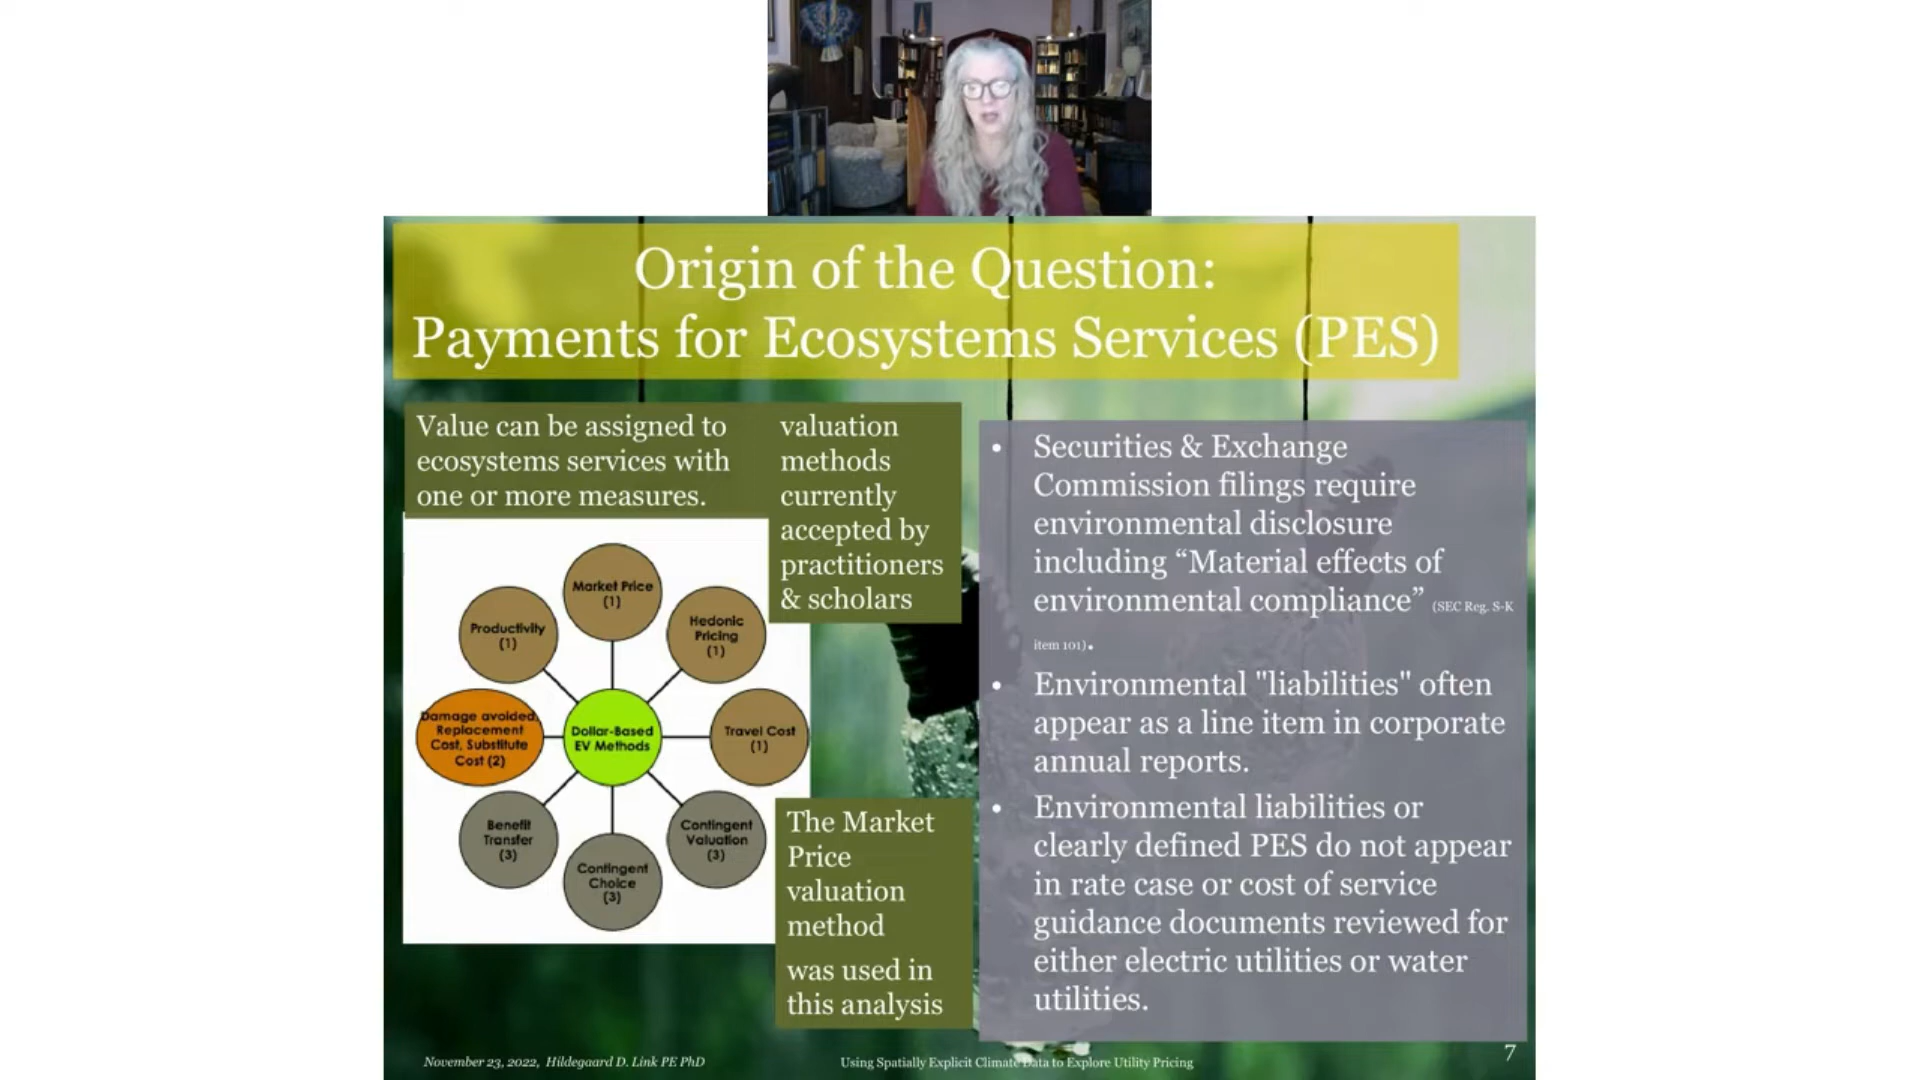 Origin of the Question:
Payments for Ecosystems Services (PES)
Value can be assigned to
ecosystems services with
one or more measures.
valuation
methods
currently
accepted by
practitioners
& scholars
Market Price
(1)
Hedonic
Pricing
(1)
Productivity
(1)
Damage avoided,
Replacement
Cost, Substitute
Cost (2)
Dollar-Based
EV Methods
Travel Cost
(1)
Benefit
Transfer
(3)
Contingent
Valuation
(3)
Contingent
Choice
(3)
The Market
Price
valuation
method
was used in
this analysis
• Securities & Exchange
Commission filings require
environmental disclosure
including “Material effects of
environmental compliance” (SEC Reg. S-K
item 101).
• Environmental "liabilities" often
appear as a line item in corporate
annual reports.
• Environmental liabilities or
clearly defined PES do not appear
in rate case or cost of service
guidance documents reviewed for
either electric utilities or water
utilities.
November 23, 2022, Hildegaard D. Link PE PhD
Using Spatially Explicit Climate Data to Explore Utility Pricing
7